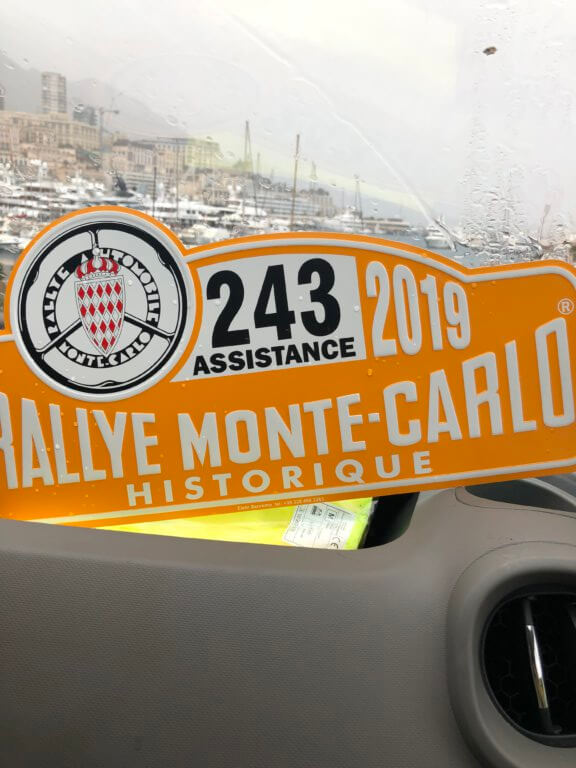 RALLYE AUTOMOBILE
MONTE-CARLO
243
ASSISTANCE
2019
®
RALLYE MONTE-CARLO
HISTORIQUE